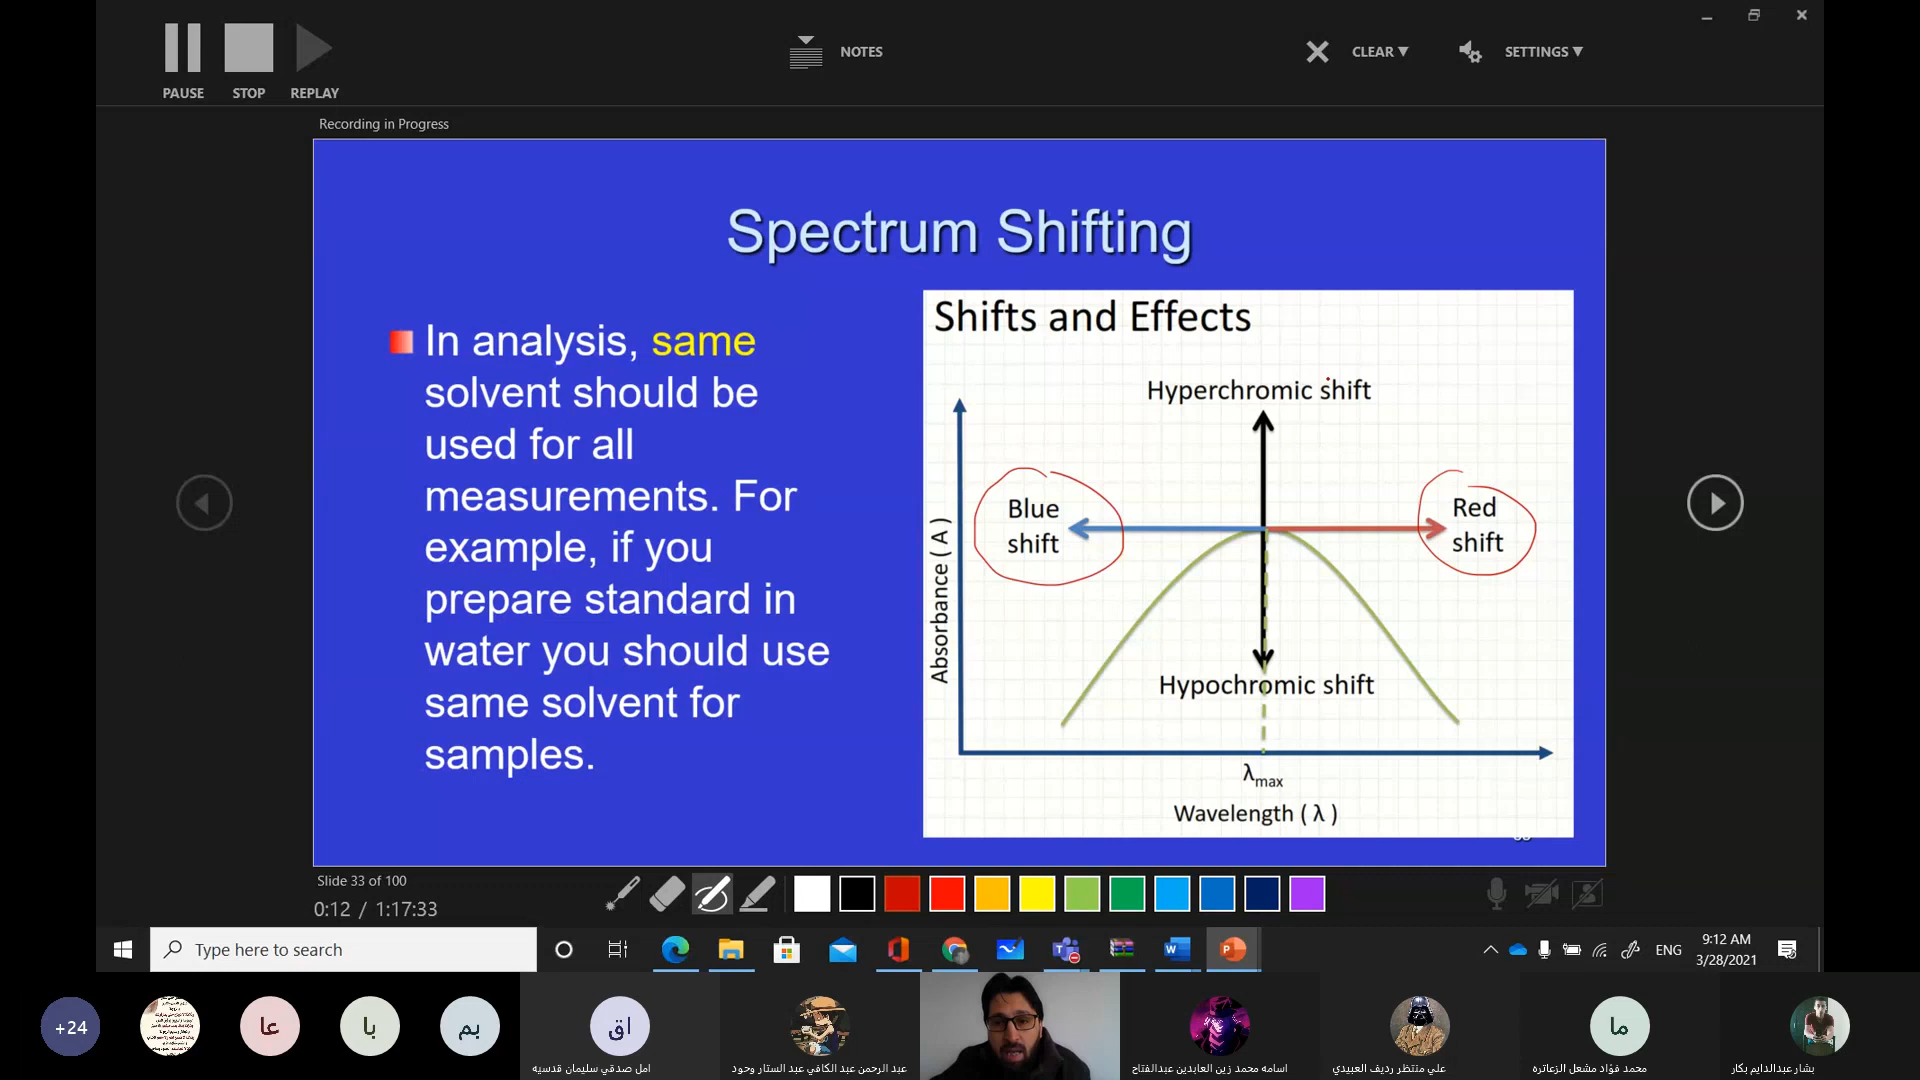 PAUSE
STOP
REPLAY
NOTES
CLEAR
SETTINGS
Recording in Progress
Spectrum Shifting
In analysis, same
solvent should be
used for all
measurements. For
example, if you
prepare standard in
water you should use
same solvent for
samples.
Shifts and Effects
Hyperchromic shift
Blue
shift
Red
shift
Absorbance ( A )
Hypochromic shift
λmax
Wavelength ( λ )
Slide 33 of 100
0:12 / 1:17:33
Type here to search
ENG
9:12 AM
3/28/2021
+24
عا
با
بم
اق
ما
امل صدقي سليمان قدسيه
عبد الرحمن عبد الكافي عبد الستار وحود
اسامه محمد زين العابدين عبدالفتاح
علي منتظر رديف العبيدي
محمد فؤاد مشعل الزعاتره
بشار عبدالدايم بكار